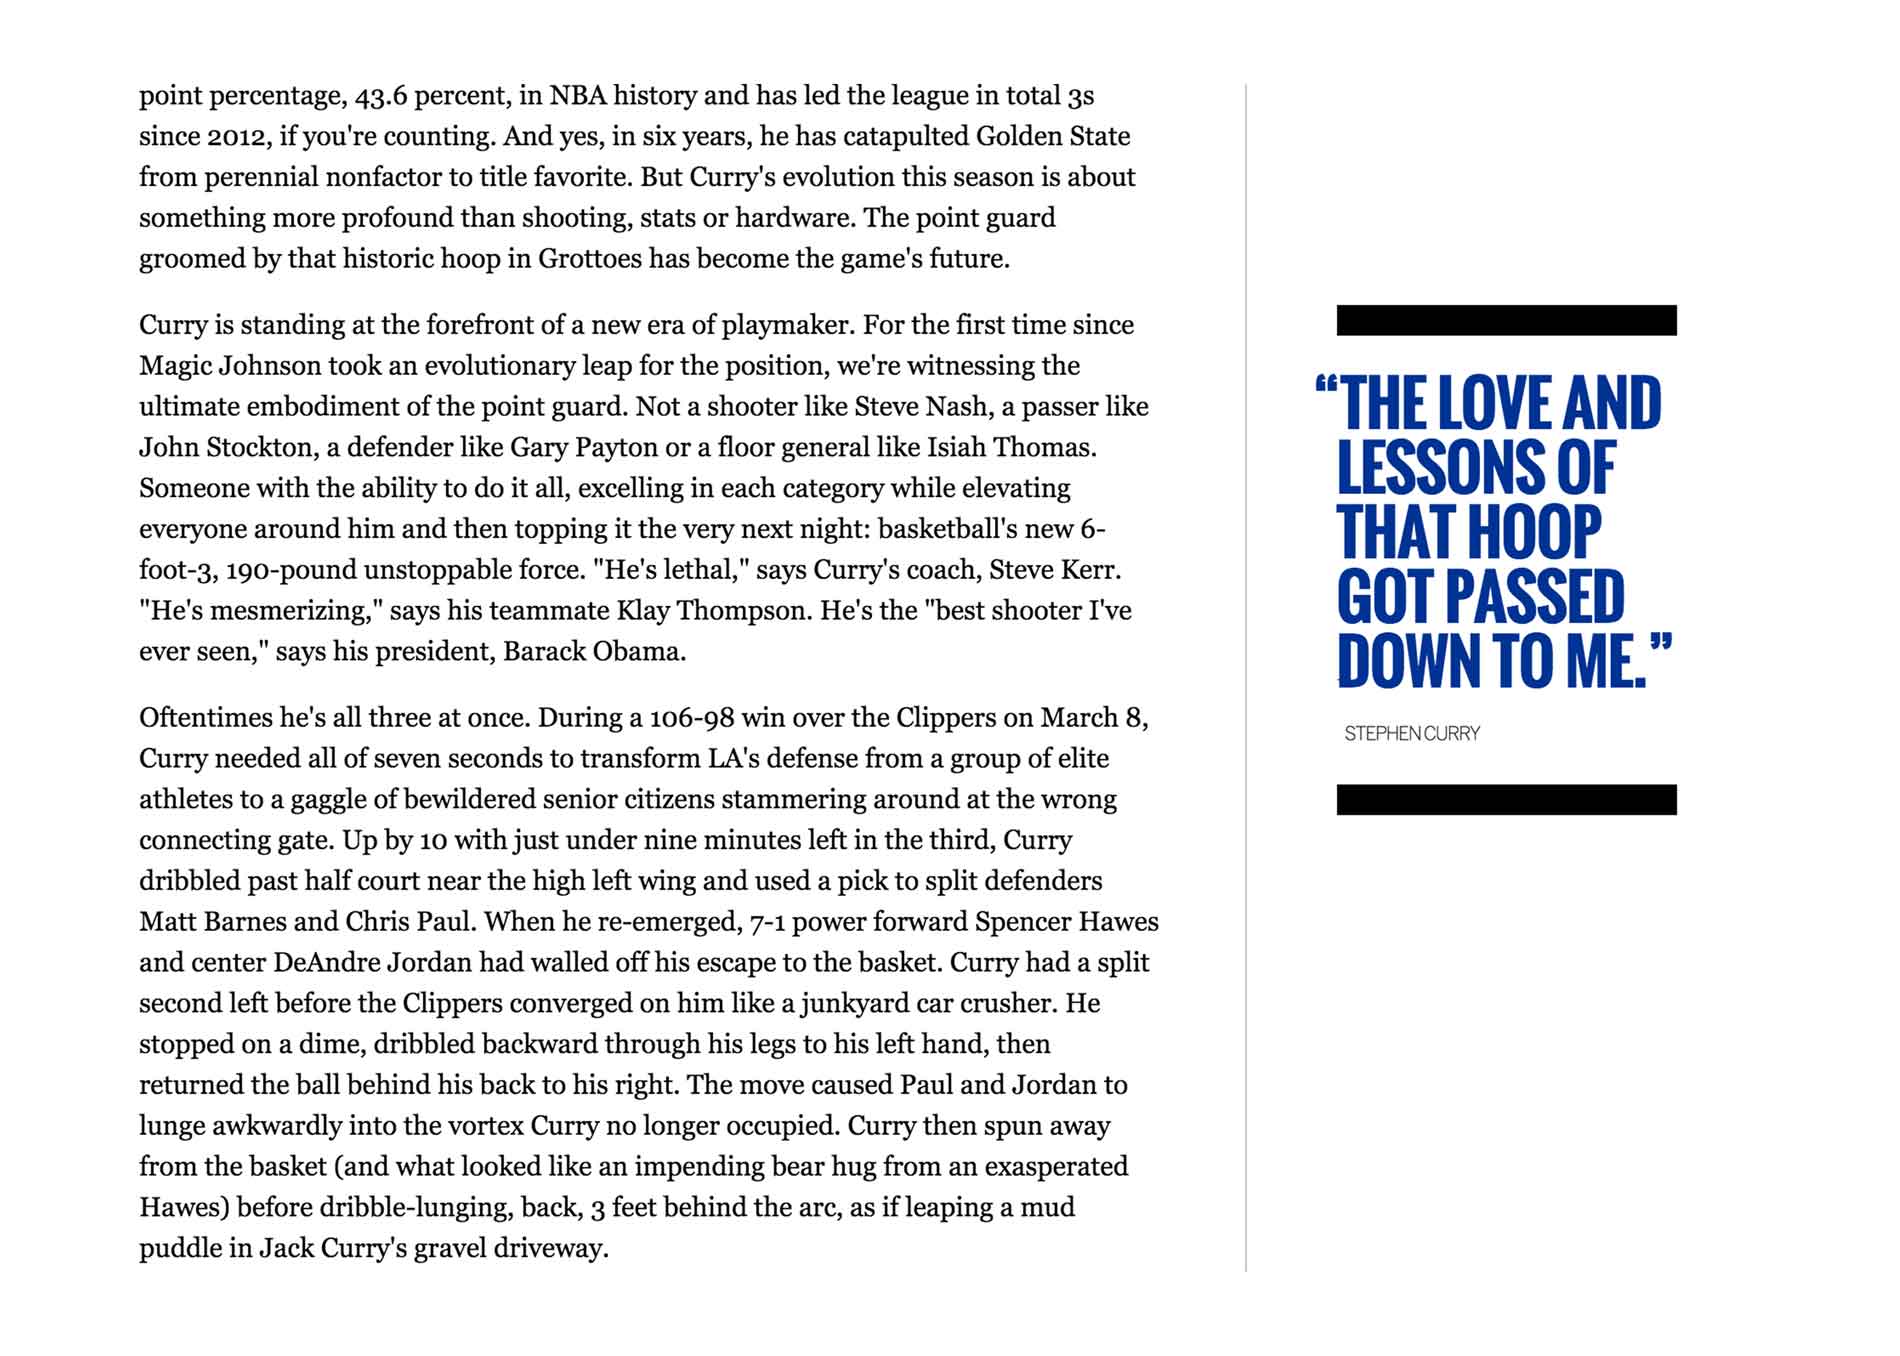 point percentage, 43.6 percent, in NBA history and has led the league in total 3s
since 2012, if you're counting. And yes, in six years, he has catapulted Golden State
from perennial nonfactor to title favorite. But Curry's evolution this season is about
something more profound than shooting, stats or hardware. The point guard
groomed by that historic hoop in Grottoes has become the game's future.
Curry is standing at the forefront of a new era of playmaker. For the first time since
Magic Johnson took an evolutionary leap for the position, we're witnessing the
ultimate embodiment of the point guard. Not a shooter like Steve Nash, a passer like
John Stockton, a defender like Gary Payton or a floor general like Isiah Thomas.
Someone with the ability to do it all, excelling in each category while elevating
everyone around him and then topping it the very next night: basketball's new 6-
foot-3, 190-pound unstoppable force. "He's lethal," says Curry's coach, Steve Kerr.
"He's mesmerizing," says his teammate Klay Thompson. He's the "best shooter I've
ever seen," says his president, Barack Obama.
Oftentimes he's all three at once. During a 106-98 win over the Clippers on March 8,
Curry needed all of seven seconds to transform LA's defense from a group of elite
athletes to a gaggle of bewildered senior citizens stammering around at the wrong
connecting gate. Up by 10 with just under nine minutes left in the third, Curry
dribbled past half court near the high left wing and used a pick to split defenders
Matt Barnes and Chris Paul. When he re-emerged, 7-1 power forward Spencer Hawes
and center DeAndre Jordan had walled off his escape to the basket. Curry had a split
second left before the Clippers converged on him like a junkyard car crusher. He
stopped on a dime, dribbled backward through his legs to his left hand, then
returned the ball behind his back to his right. The move caused Paul and Jordan to
lunge awkwardly into the vortex Curry no longer occupied. Curry then spun away
from the basket (and what looked like an impending bear hug from an exasperated
Hawes) before dribble-lunging, back, 3 feet behind the arc, as if leaping a mud
puddle in Jack Curry's gravel driveway.
“THE LOVE AND
LESSONS OF
THAT HOOP
GOT PASSED
DOWN TO ME.”
STEPHEN CURRY